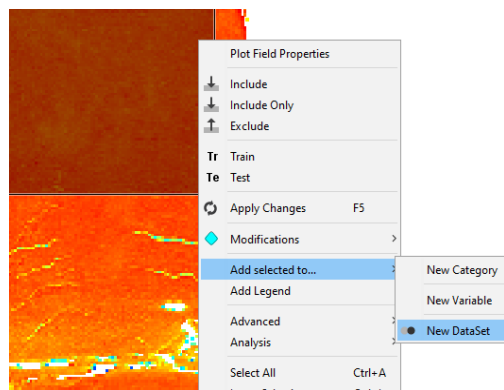 Plot Field Properties
Include
Include Only
Exclude
Tr Train
Te Test
Apply Changes F5
Modifications
Add selected to...
Add Legend
Advanced
Analysis
Select All Ctrl+A
New Category
New Variable
New DataSet